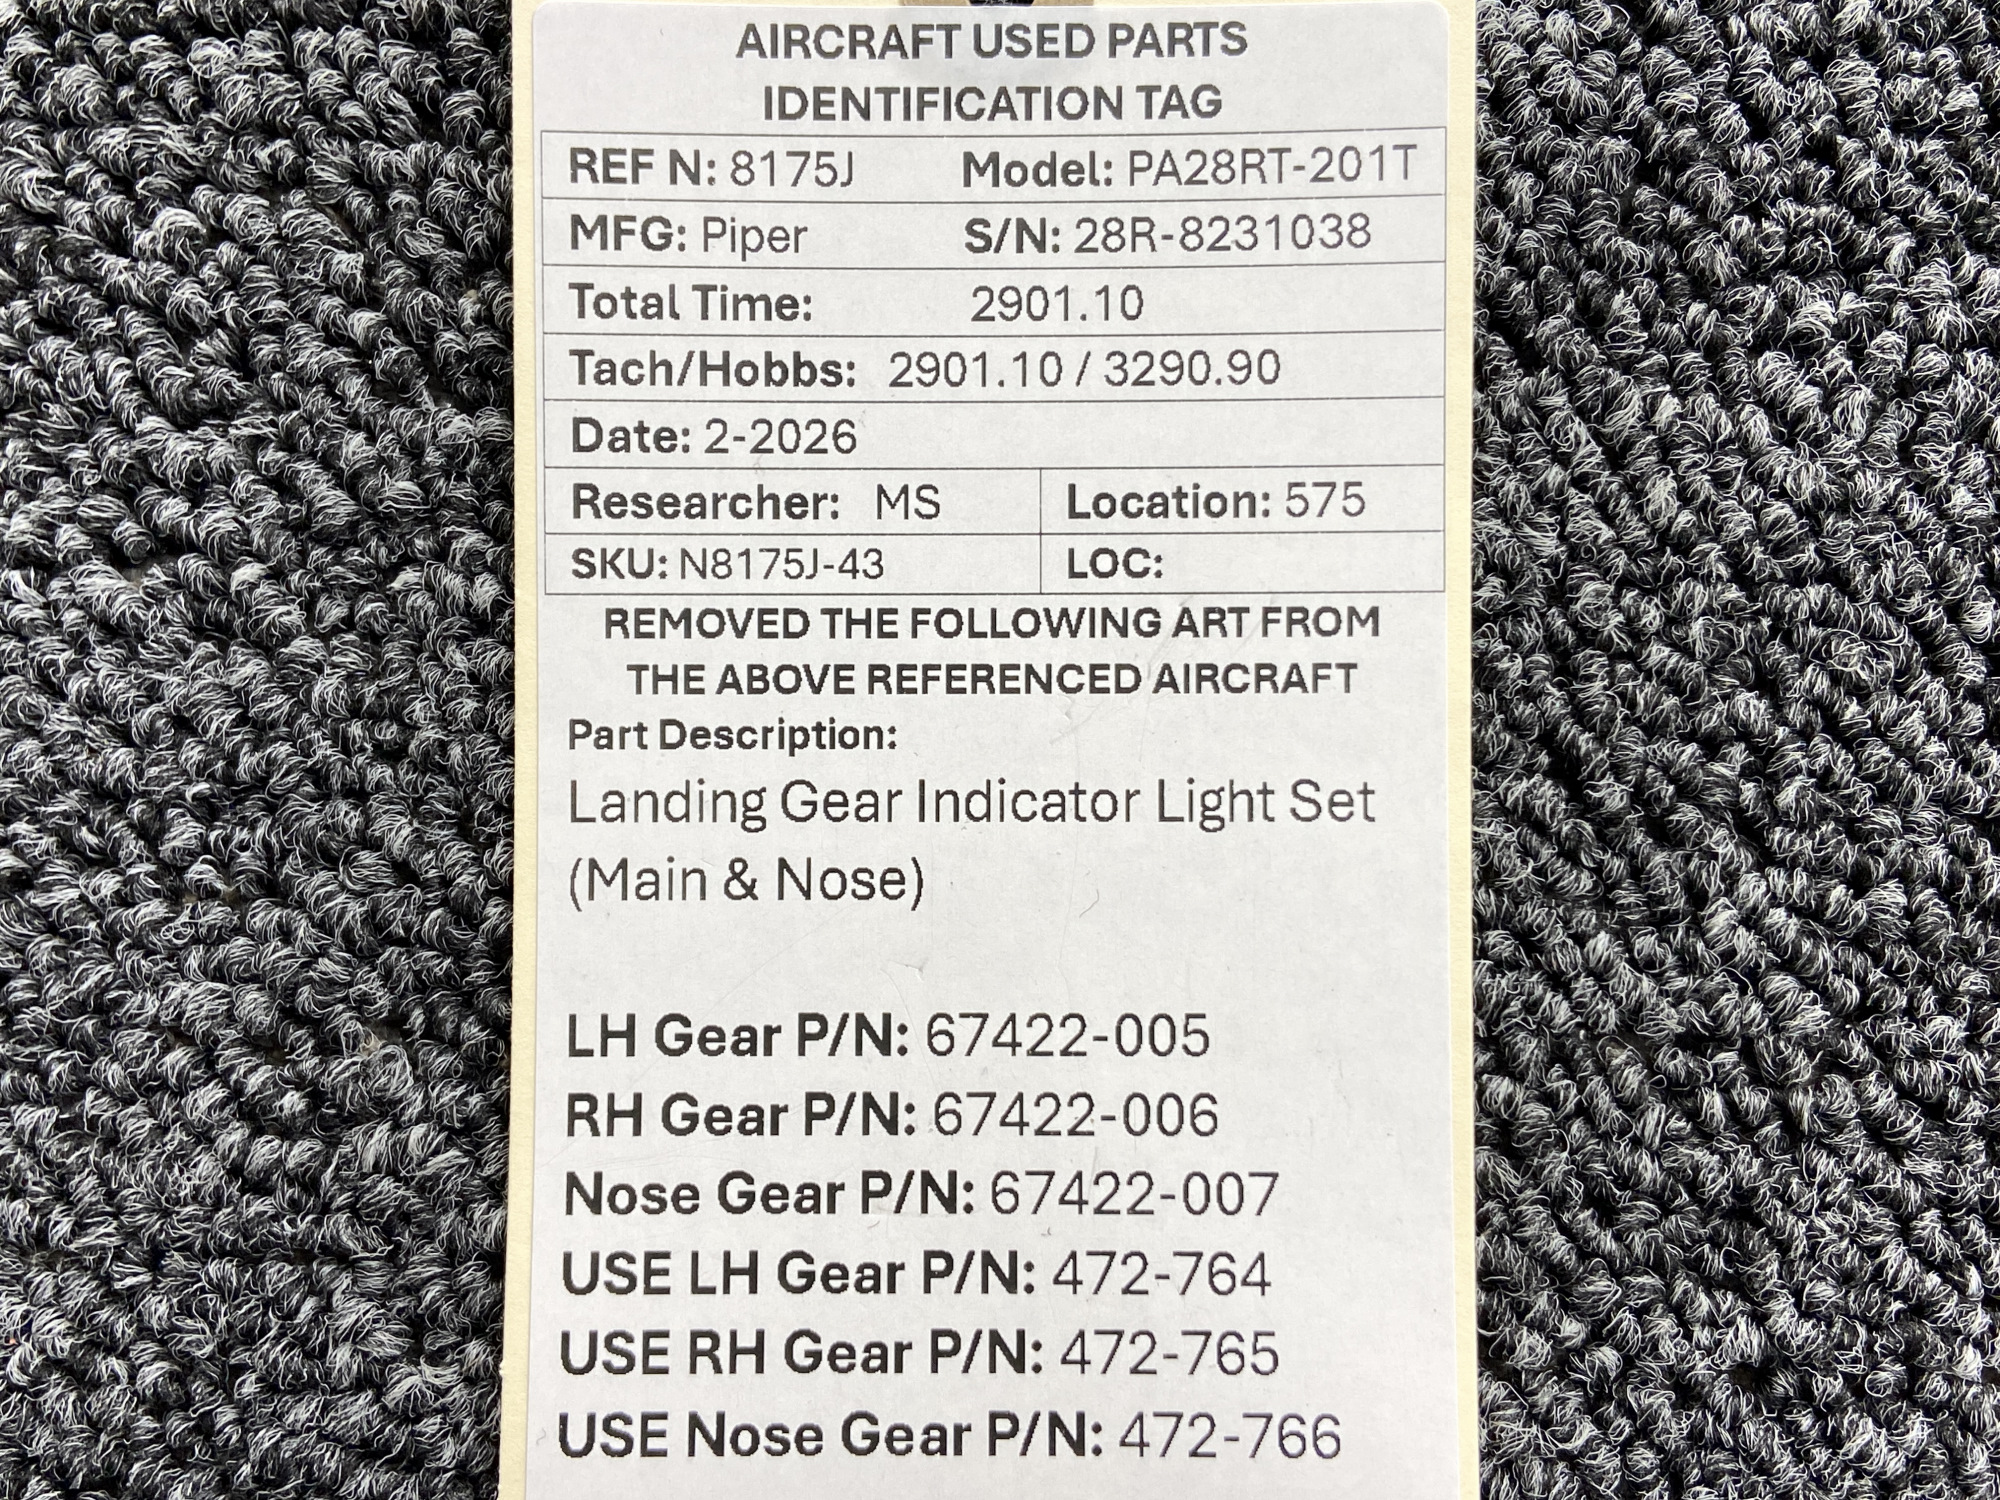 AIRCRAFT USED PARTS
IDENTIFICATION TAG
REF N: 8175J Model: PA28RT-201T
MFG: Piper S/N: 28R-8231038
Total Time: 2901.10
Tach/Hobbs: 2901.10 / 3290.90
Date: 2-2026
Researcher: MS Location: 575
SKU: N8175J-43 LOC:
REMOVED THE FOLLOWING ART FROM
THE ABOVE REFERENCED AIRCRAFT
Part Description:
Landing Gear Indicator Light Set
(Main & Nose)
LH Gear P/N: 67422-005
RH Gear P/N: 67422-006
Nose Gear P/N: 67422-007
USE LH Gear P/N: 472-764
USE RH Gear P/N: 472-765
USE Nose Gear P/N: 472-766